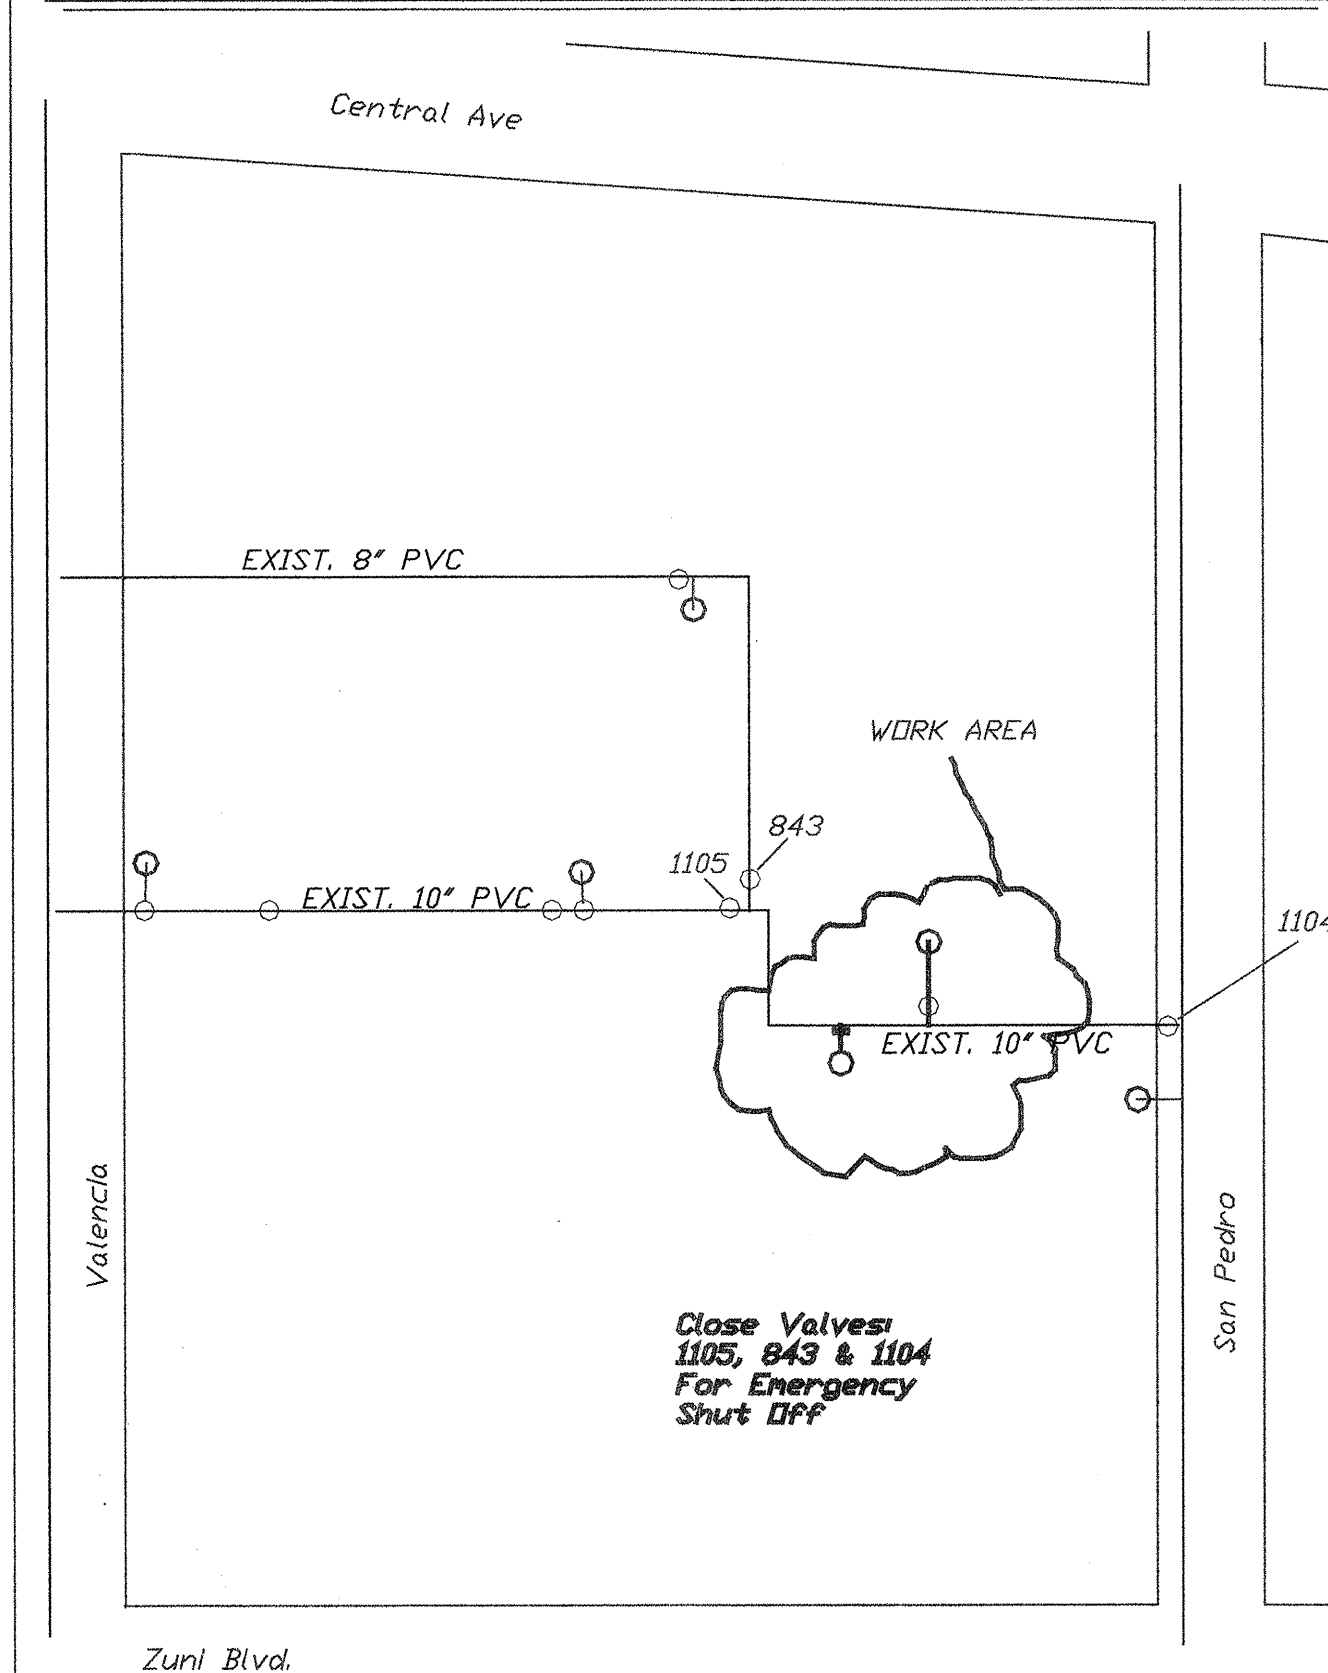 Central Ave
EXIST. 8" PVC
WORK AREA
843
1105
EXIST. 10" PVC
1104
EXIST. 10" PVC
Valencia
San Pedro
Close Valves:
1105, 843 & 1104
For Emergency
Shut Off
Zuni Blvd.